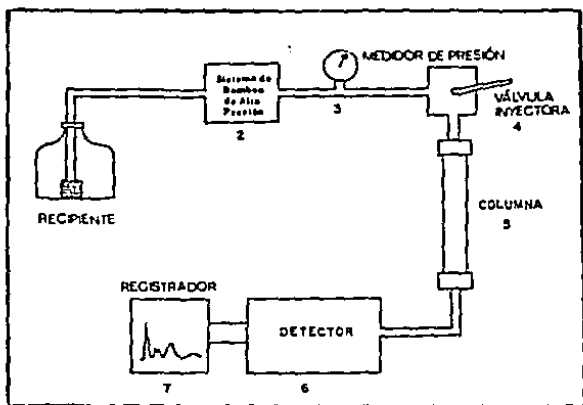 MEDIDOR DE PRESIÓN
Sistema de
Bombeo
de Alta
Presión
2
3
VÁLVULA
INYECTORA
4
RECIPIENTE
COLUMNA
5
REGISTRADOR
DETECTOR
7
6